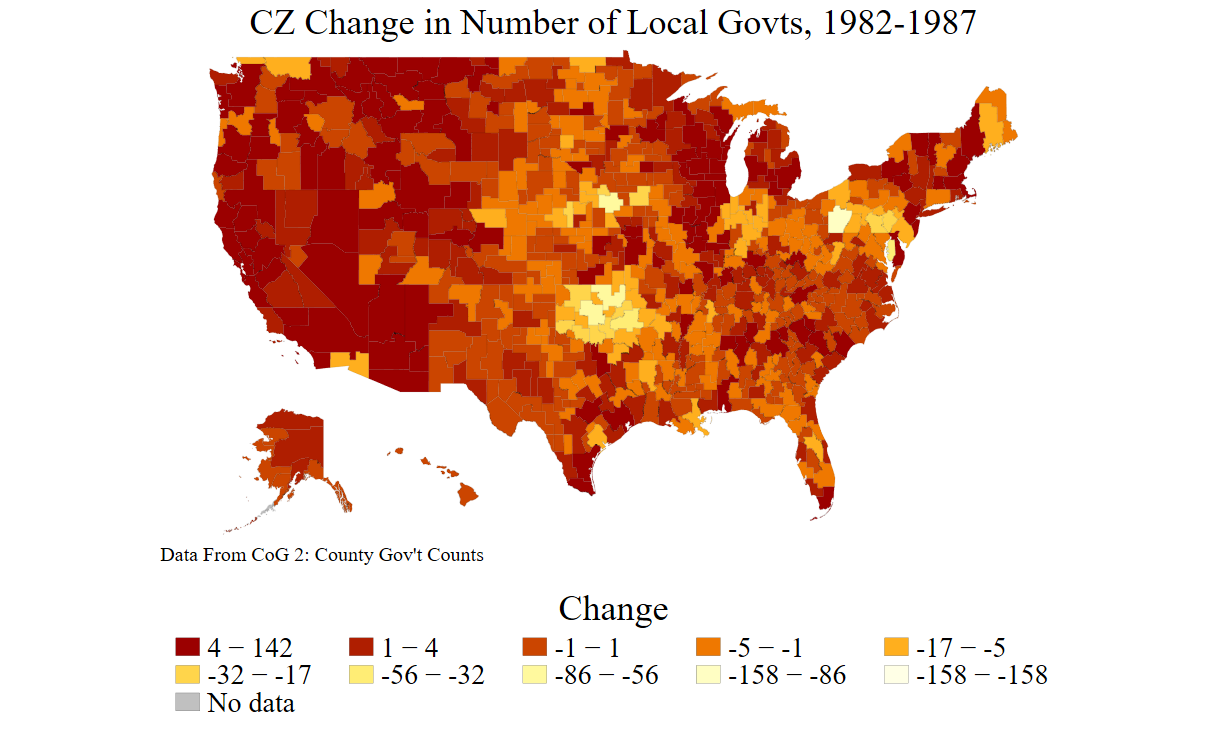 CZ Change in Number of Local Govts, 1982-1987
Data From CoG 2: County Gov't Counts
Change
4 − 142 1 − 4 -1 − 1 -5 − -1 -17 − -5
-32 − -17 -56 − -32 -86 − -56 -158 − -86 -158 − -158
No data